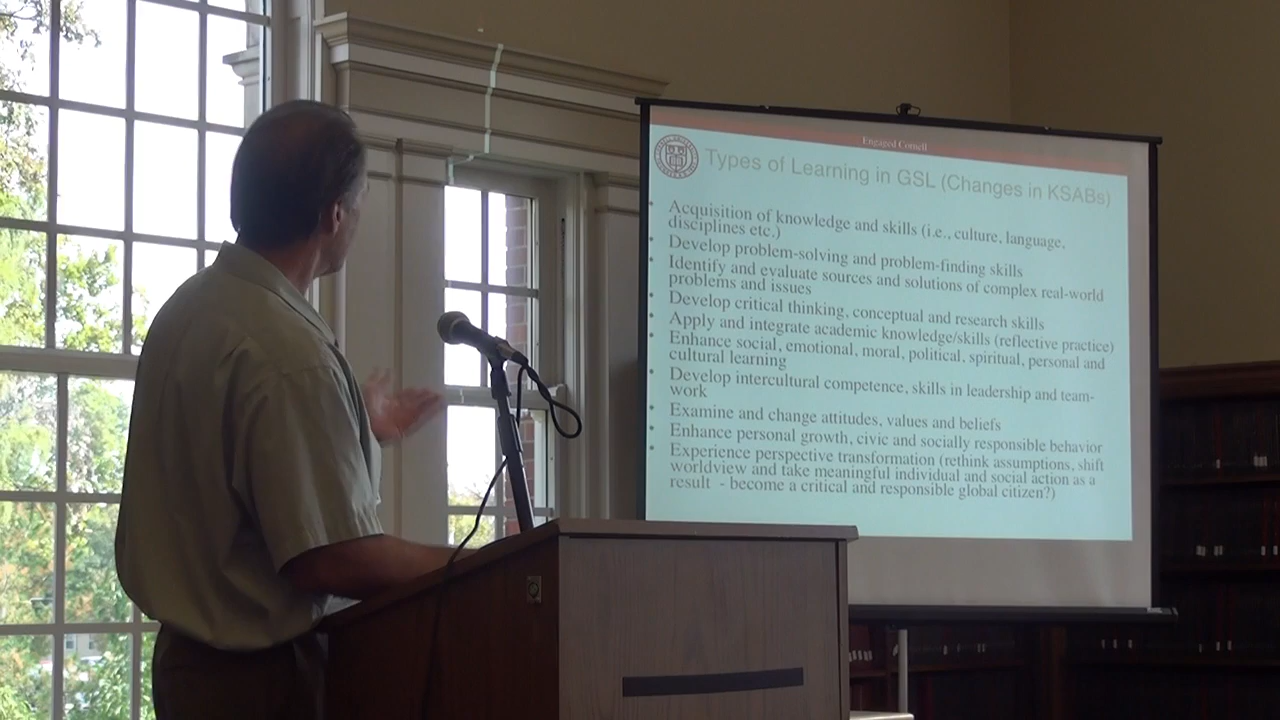 Engaged Cornell
Types of Learning in GSL (Changes in KSABs)
• Acquisition of knowledge and skills (i.e., culture, language,
disciplines etc.)
• Develop problem-solving and problem-finding skills
• Identify and evaluate sources and solutions of complex real-world
problems and issues
• Develop critical thinking, conceptual and research skills
• Apply and integrate academic knowledge/skills (reflective practice)
• Enhance social, emotional, moral, political, spiritual, personal and
cultural learning
• Develop intercultural competence, skills in leadership and team-
work
• Examine and change attitudes, values and beliefs
• Enhance personal growth, civic and socially responsible behavior
• Experience perspective transformation (rethink assumptions, shift
worldview and take meaningful individual and social action as a
result - become a critical and responsible global citizen?)